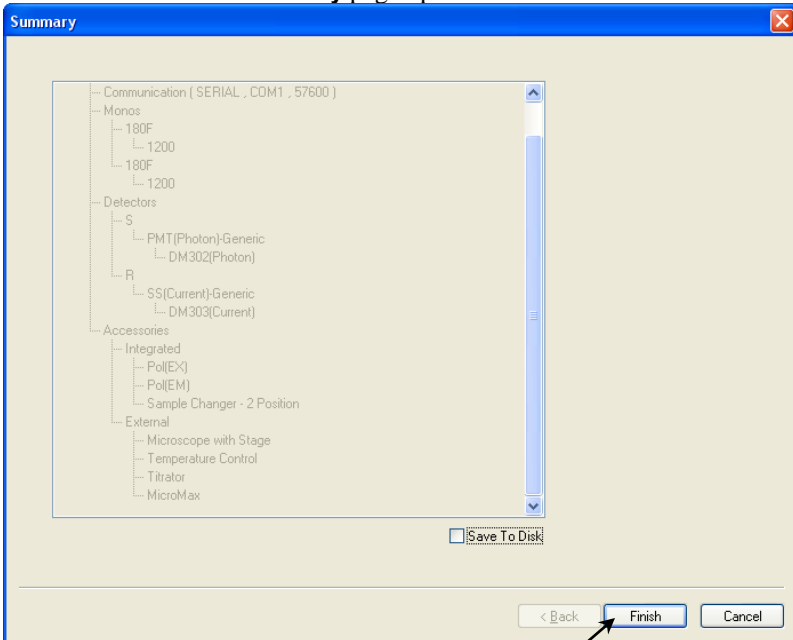 Summary
Communication ( SERIAL , COM1 , 57600 )
Monos
180F
1200
180F
1200
Detectors
S
PMT(Photon)-Generic
DM302(Photon)
R
SS(Current)-Generic
DM303(Current)
Accessories
Integrated
Pol(EX)
Pol(EM)
Sample Changer - 2 Position
External
Microscope with Stage
Temperature Control
Titrator
MicroMax
Save To Disk
< Back Finish Cancel